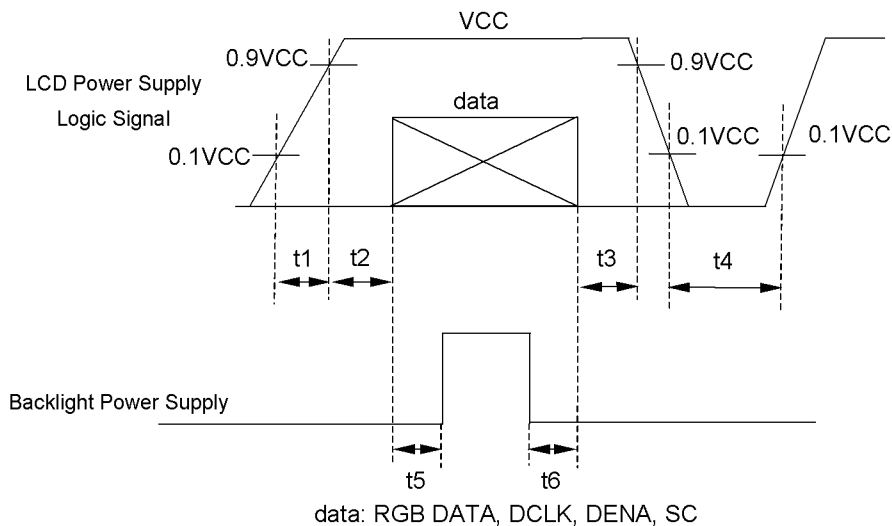 VCC
0.9VCC
0.9VCC
LCD Power Supply
Logic Signal
data
0.1VCC
0.1VCC
0.1VCC
t1
t2
t3
t4
Backlight Power Supply
t5
t6
data: RGB DATA, DCLK, DENA, SC